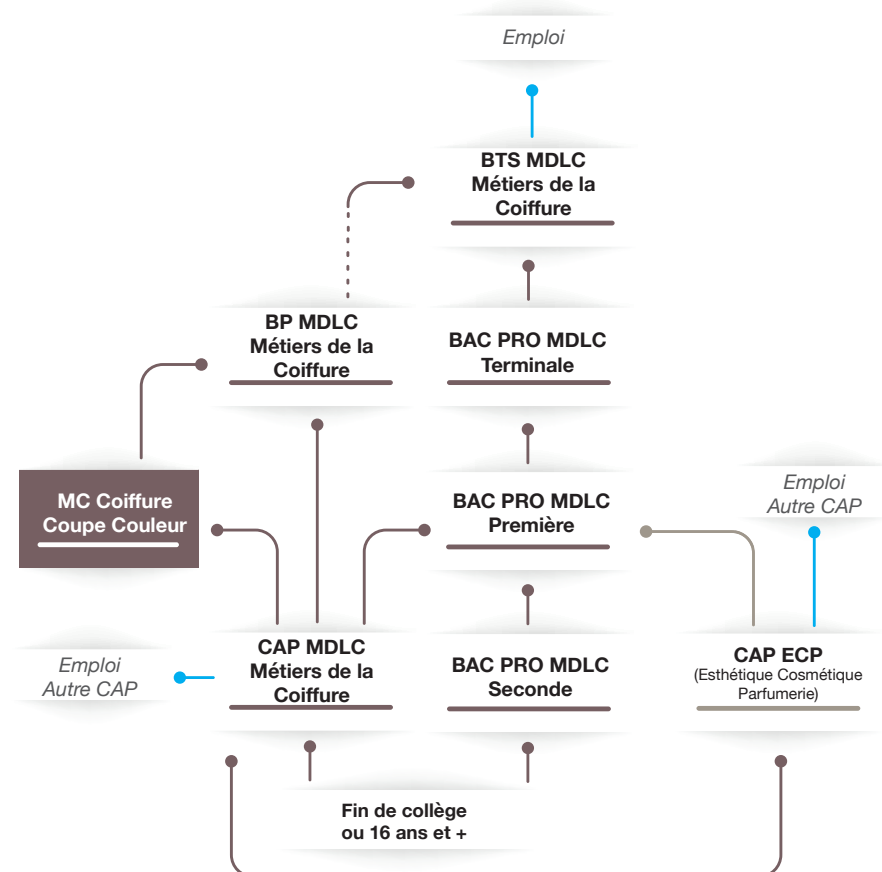 Emploi
BTS MDLC
Métiers de la
Coiffure
BP MDLC
Métiers de la
Coiffure
BAC PRO MDLC
Terminale
MC Coiffure
Coupe Couleur
BAC PRO MDLC
Première
Emploi
Autre CAP
Emploi
Autre CAP
CAP MDLC
Métiers de la
Coiffure
BAC PRO MDLC
Seconde
CAP ECP
(Esthétique Cosmétique
Parfumerie)
Fin de collège
ou 16 ans et +